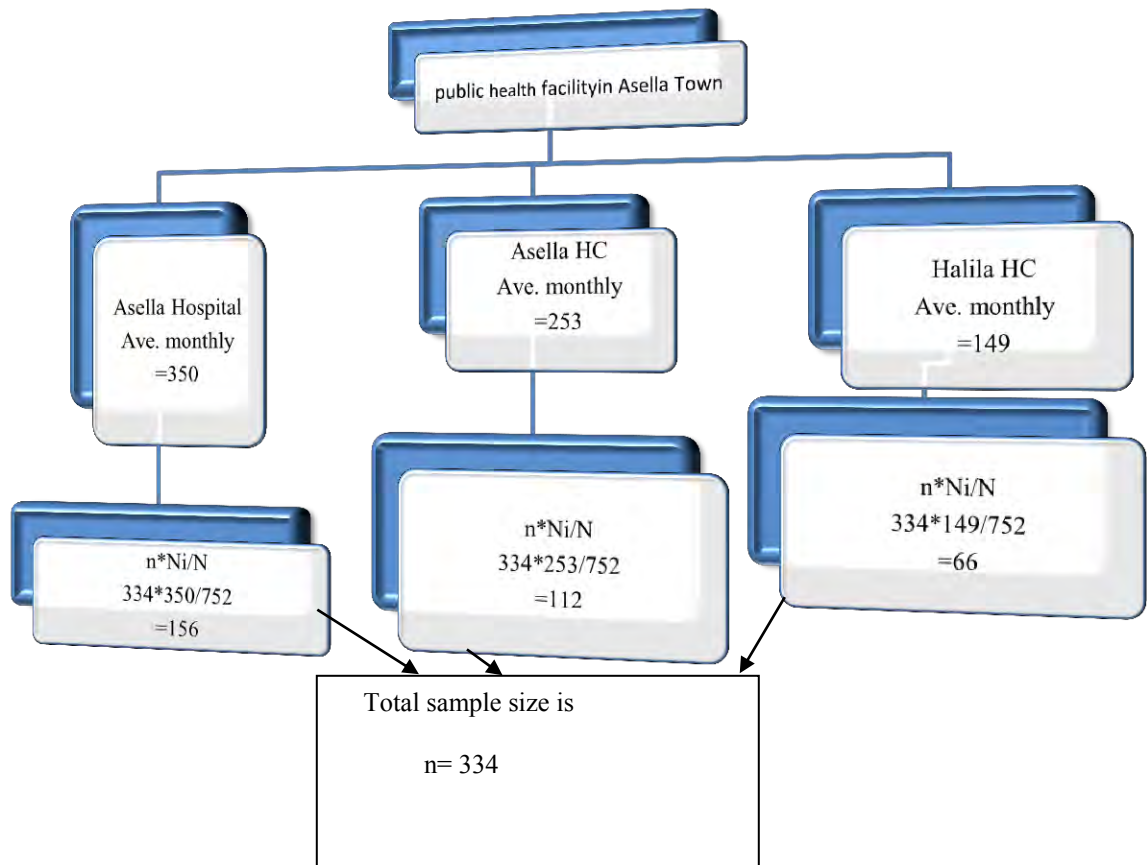 public health facilityin Asella Town
Asella Hospital
Ave. monthly
=350
Asella HC
Ave. monthly
=253
Halila HC
Ave. monthly
=149
n*Ni/N
334*350/752
=156
n*Ni/N
334*253/752
=112
n*Ni/N
334*149/752
=66
Total sample size is
n= 334